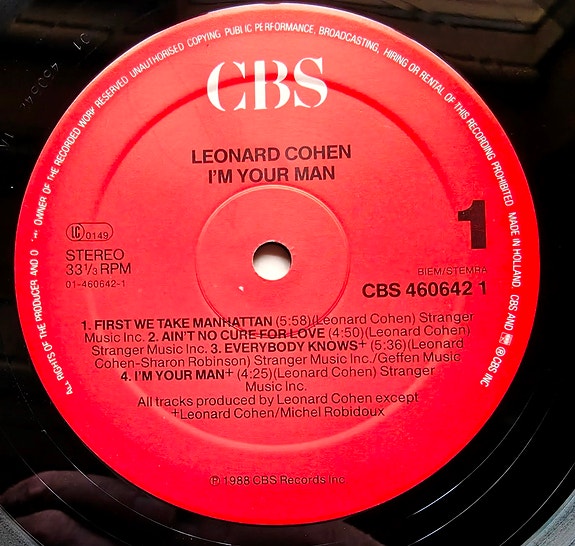 ALL RIGHTS OF THE PRODUCER AND O OWNER OF THE RECORDED WORK RESERVED UNAUTHORISED COPYING PUBLIC PERFORMANCE, BROADCASTING, HIRING OR RENTAL OF THIS RECORDING PROHIBITED MADE IN HOLLAND CBS AND ℗ CBS INC
CBS
LEONARD COHEN
I'M YOUR MAN
1
LC 0149
STEREO
33⅓ RPM
01-460642-1
BIEM/STEMRA
CBS 460642 1
1. FIRST WE TAKE MANHATTAN (5:58)(Leonard Cohen) Stranger
Music Inc. 2. AIN'T NO CURE FOR LOVE (4:50)(Leonard Cohen)
Stranger Music Inc. 3. EVERYBODY KNOWS+ (5:36)(Leonard
Cohen-Sharon Robinson) Stranger Music Inc./Geffen Music
4. I'M YOUR MAN+ (4:25)(Leonard Cohen) Stranger
Music Inc.
All tracks produced by Leonard Cohen except
+Leonard Cohen/Michel Robidoux
℗ 1988 CBS Records Inc